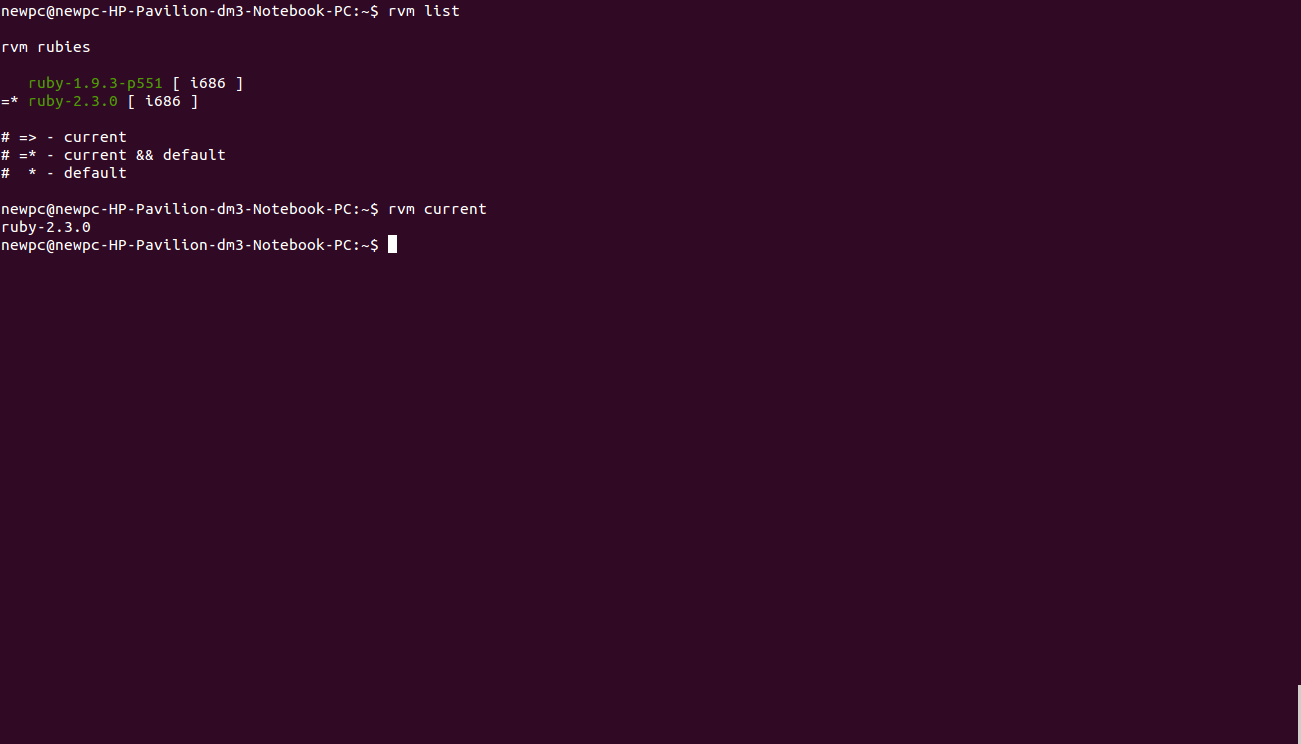 newpc@newpc-HP-Pavilion-dm3-Notebook-PC:~$ rvm list
rvm rubies
ruby-1.9.3-p551 [ i686 ]
=* ruby-2.3.0 [ i686 ]
# => - current
# =* - current && default
#  * - default
newpc@newpc-HP-Pavilion-dm3-Notebook-PC:~$ rvm current
ruby-2.3.0
newpc@newpc-HP-Pavilion-dm3-Notebook-PC:~$